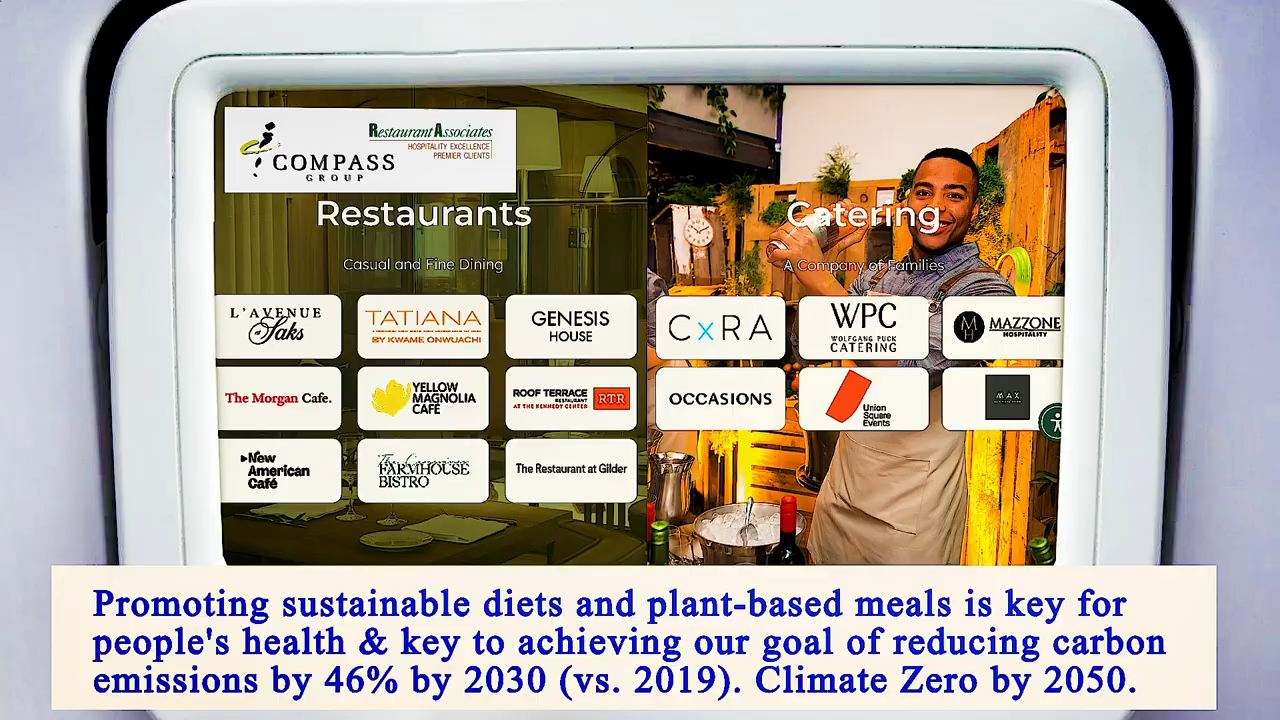 COMPASS
GROUP
Restaurant Associates
HOSPITALITY EXCELLENCE
PREMIER CLIENTS
Restaurants
Casual and Fine Dining
L'AVENUE
at Saks
TATIANA
BY KWAME ONWUACHI
GENESIS
HOUSE
The Morgan Cafe.
YELLOW
MAGNOLIA
CAFÉ
ROOF TERRACE
RESTAURANT
AT THE KENNEDY CENTER
RTR
New
American
Café
FARMHOUSE
BISTRO
The Restaurant at Gilder
Catering
A Company of Families
CxRA
WPC
WOLFGANG PUCK
CATERING
MH
MAZZONE
HOSPITALITY
OCCASIONS
Union
Square
Events
MAX
Promoting sustainable diets and plant-based meals is key for
people's health & key to achieving our goal of reducing carbon
emissions by 46% by 2030 (vs. 2019). Climate Zero by 2050.